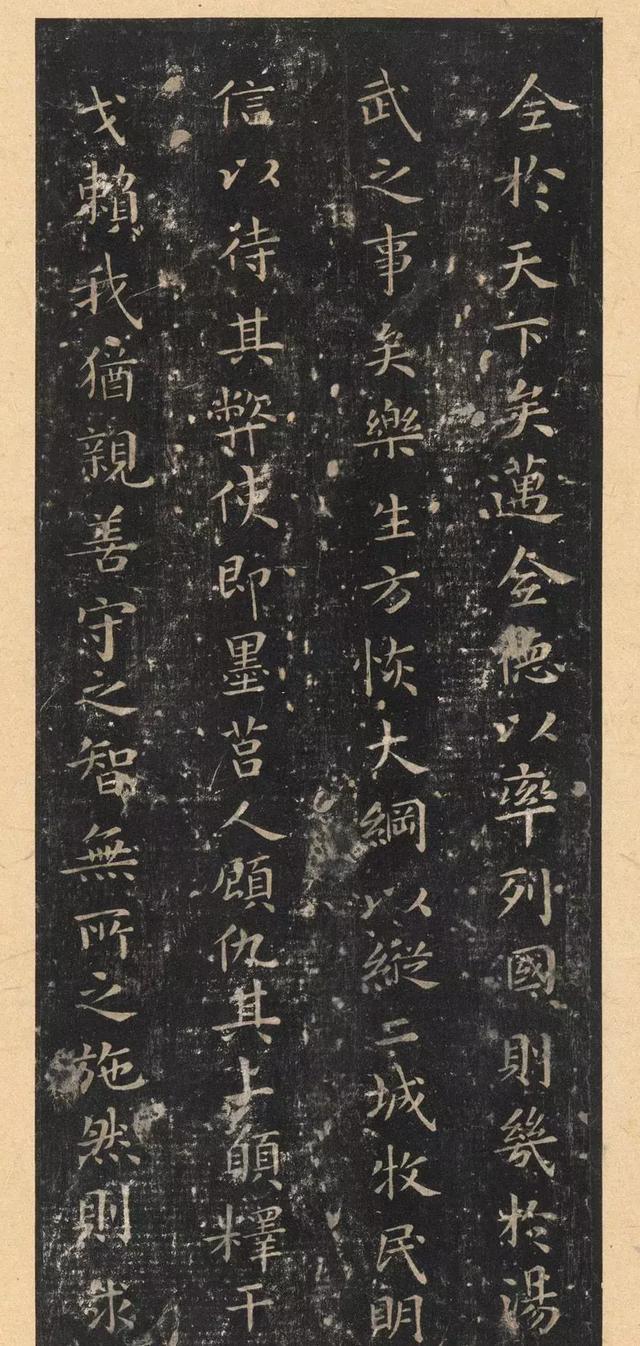 全於天下矣邁全德以率列國則幾於湯
武之事矣樂生方恢大綱以縱二城牧民明
信以待其弊使即墨莒人顧仇其上願釋干
戈賴我猶親善守之智無所之施然則求